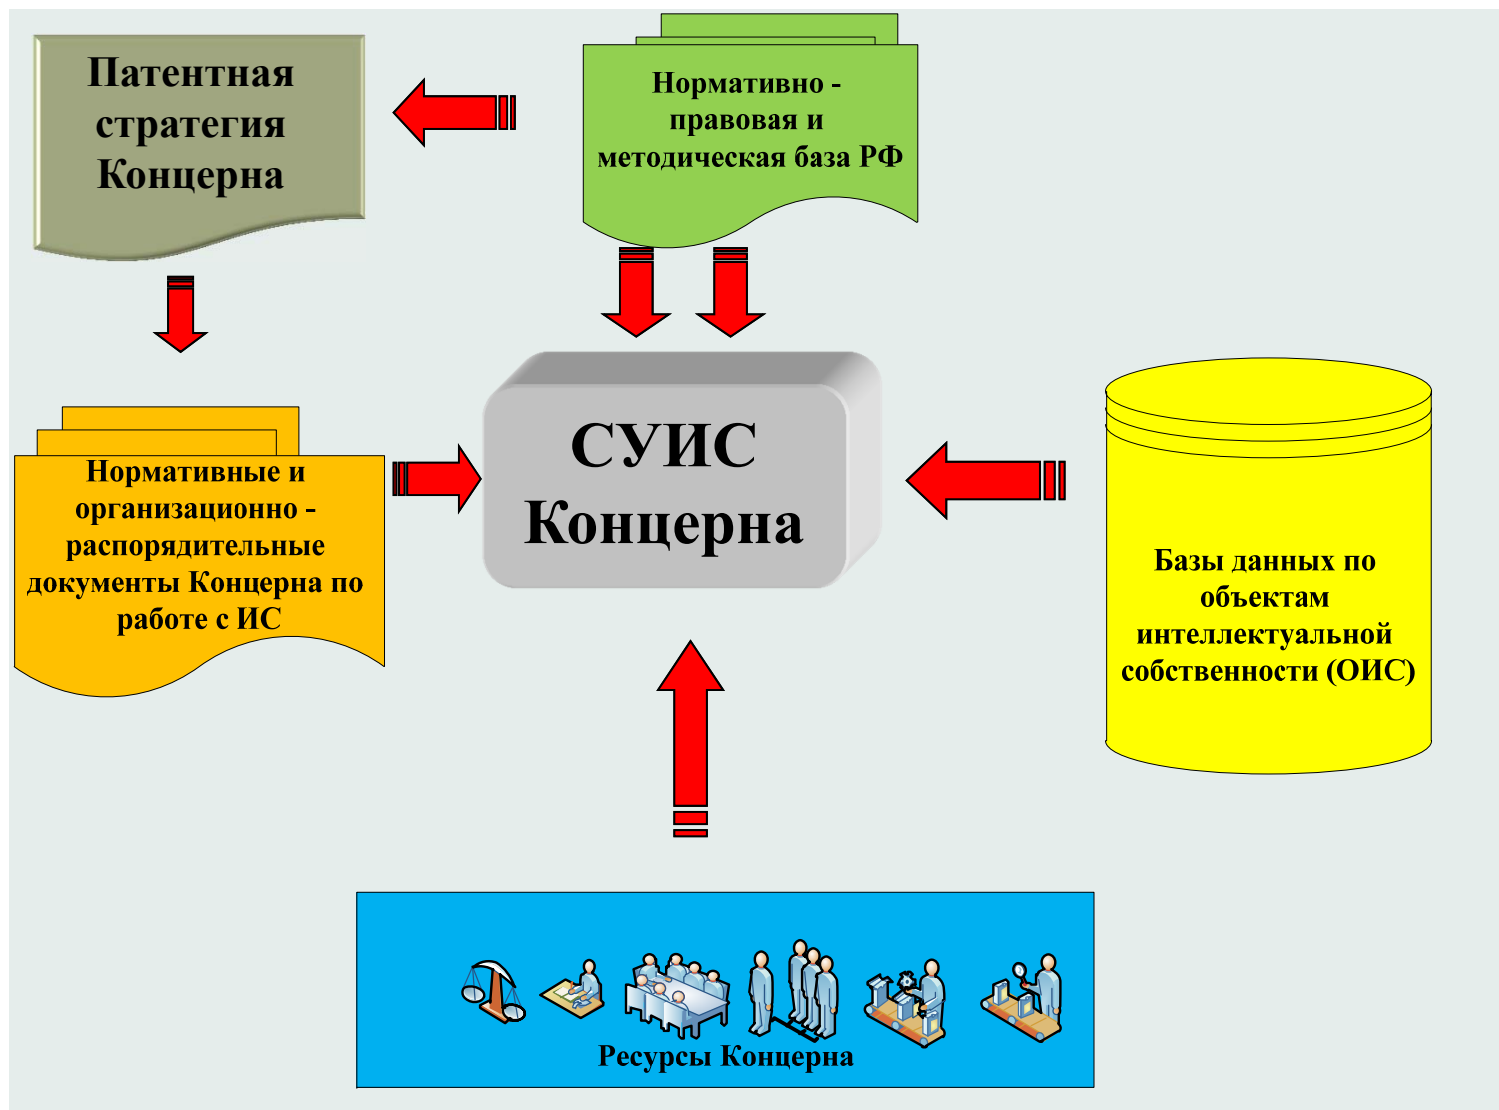 Патентная
стратегия
Концерна
Нормативно -
правовая и
методическая база РФ
СУИС
Концерна
Нормативные и
организационно -
распорядительные
документы Концерна по
работе с ИС
Базы данных по
объектам
интеллектуальной
собственности (ОИС)
Ресурсы Концерна